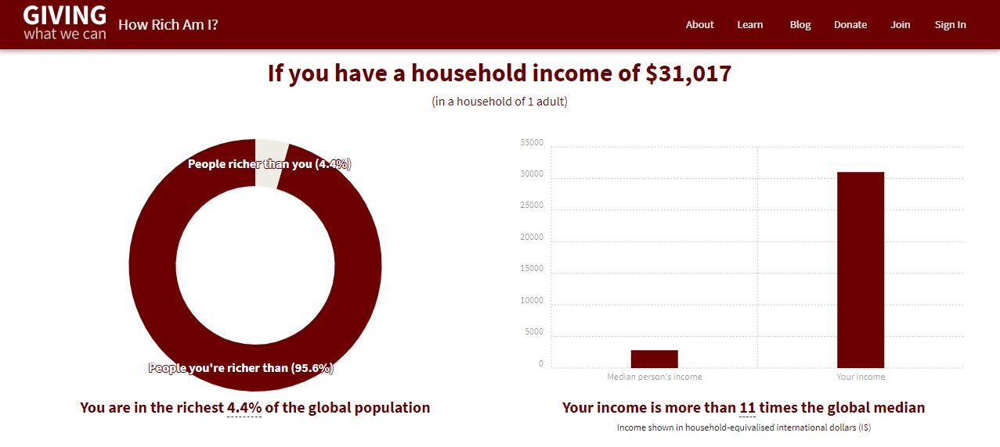 GIVING
what we can
How Rich Am I?
About
Learn
Blog
Donate
Join
Sign In
If you have a household income of $31,017
(in a household of 1 adult)
People richer than you (4.4%)
People you're richer than (95.6%)
You are in the richest 4.4% of the global population
35000
30000
25000
20000
15000
10000
5000
0
Median person's income
Your income
Your income is more than 11 times the global median
Income shown in household-equivalised international dollars (I$)